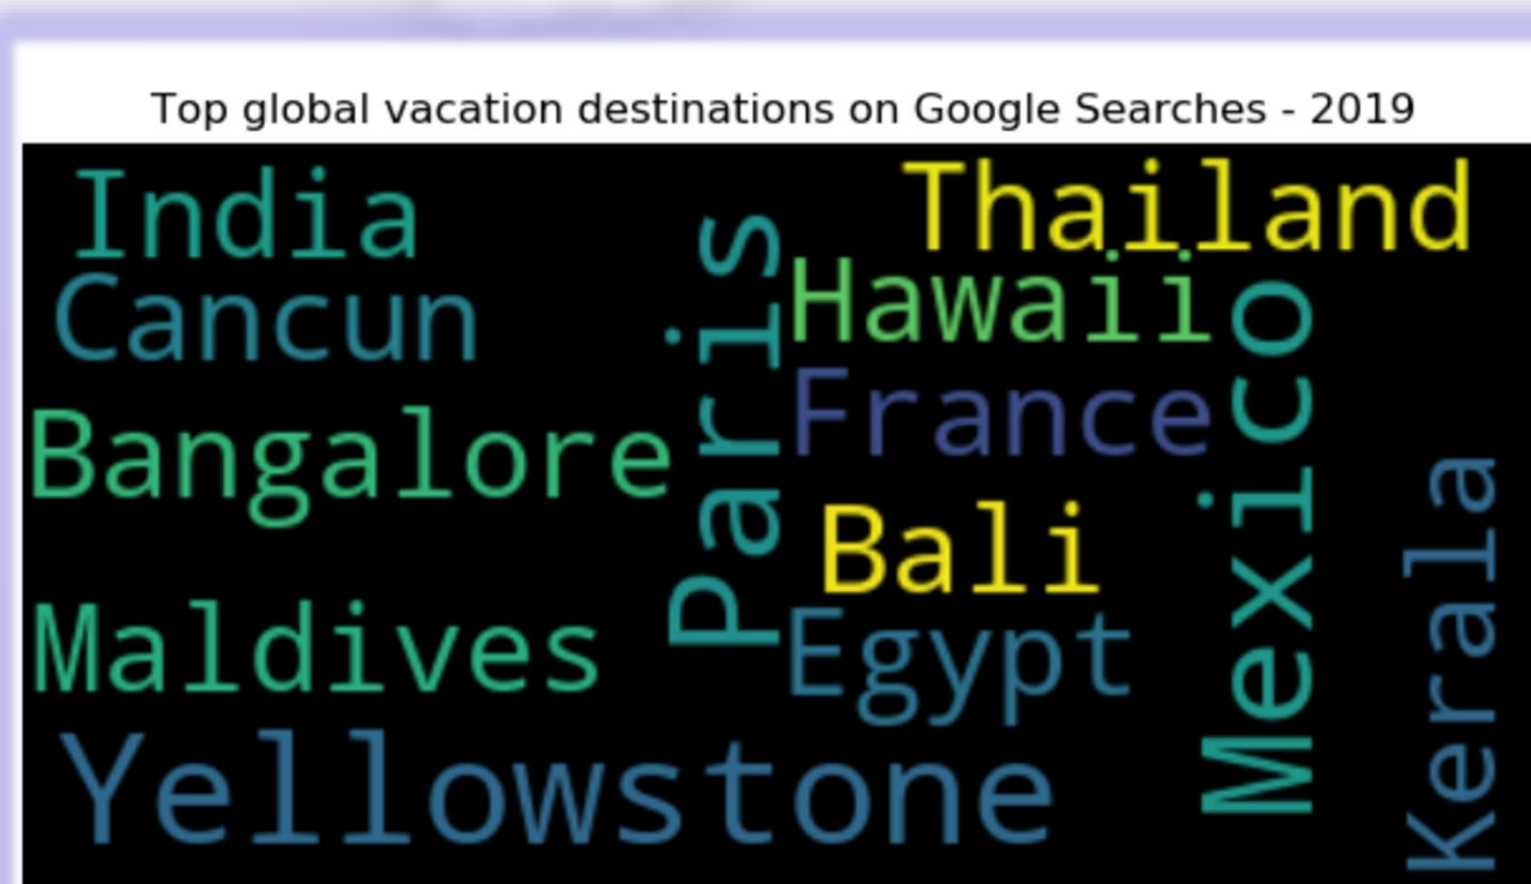 Top global vacation destinations on Google Searches - 2019
India
Thailand
Cancun
Paris
Hawaii
Mexico
France
Bangalore
Bali
Kerala
Maldives
Egypt
Yellowstone